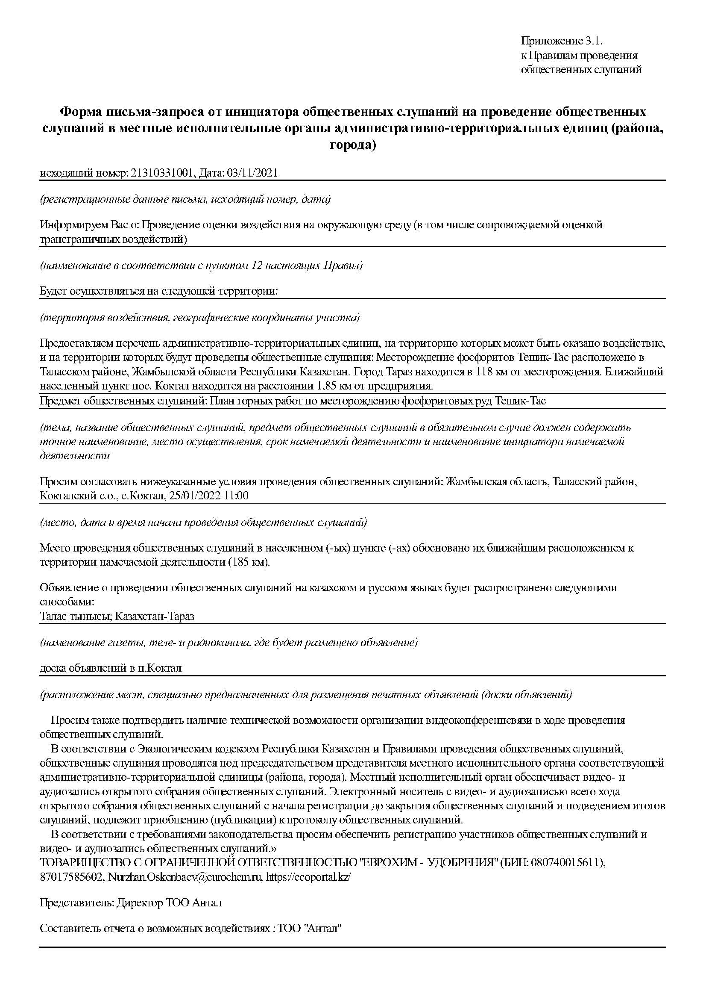 Приложение 3.1.
к Правилам проведения
общественных слушаний
Форма письма-запроса от инициатора общественных слушаний на проведение общественных
слушаний в местные исполнительные органы административно-территориальных единиц (района,
города)
исходящий номер: 21310331001, Дата: 03/11/2021
(регистрационные данные письма, исходящий номер, дата)
Информируем Вас о: Проведение оценки воздействия на окружающую среду (в том числе сопровождаемой оценкой
трансграничных воздействий)
(наименование в соответствии с пунктом 12 настоящих Правил)
Будет осуществляться на следующей территории:
(территория воздействия, географические координаты участка)
Предоставляем перечень административно-территориальных единиц, на территорию которых может быть оказано воздействие,
и на территории которых будут проведены общественные слушания: Месторождение фосфоритов Тешик-Тас расположено в
Таласском районе, Жамбылской области Республики Казахстан. Город Тараз находится в 118 км от месторождения. Ближайший
населенный пункт пос. Коктал находится на расстоянии 1,85 км от предприятия.
Предмет общественных слушаний: План горных работ по месторождению фосфоритовых руд Тешик-Тас
(тема, название общественных слушаний, предмет общественных слушаний в обязательном случае должен содержать
точное наименование, место осуществления, срок намечаемой деятельности и наименование инициатора намечаемой
деятельности
Просим согласовать нижеуказанные условия проведения общественных слушаний: Жамбылская область, Таласский район,
Кокталский с.о., с.Коктал, 25/01/2022 11:00
(место, дата и время начала проведения общественных слушаний)
Место проведения общественных слушаний в населенном (-ых) пункте (-ах) обосновано их ближайшим расположением к
территории намечаемой деятельности (185 км).
Объявление о проведении общественных слушаний на казахском и русском языках будет распространено следующими
способами:
Талас тынысы; Казахстан-Тараз
(наменование газеты, теле- и радиоканала, где будет размещено объявление)
доска объявлений в п.Коктал
(расположение мест, специально предназначенных для размещения печатных объявлений (доски объявлений)
Просим также подтвердить наличие технической возможности организации видеоконференцсвязи в ходе проведения
общественных слушаний.
В соответствии с Экологическим кодексом Республики Казахстан и Правилами проведения общественных слушаний,
общественные слушания проводятся под председательством представителя местного исполнительного органа соответствующей
административно-территориальной единицы (района, города). Местный исполнительный орган обеспечивает видео- и
аудиозапись открытого собрания общественных слушаний. Электронный носитель с видео- и аудиозаписью всего хода
открытого собрания общественных слушаний с начала регистрации до закрытия общественных слушаний и подведением итогов
слушаний, подлежит приобщению (публикации) к протоколу общественных слушаний.
В соответствии с требованиями законодательства просим обеспечить регистрацию участников общественных слушаний и
видео- и аудиозапись общественных слушаний.»
ТОВАРИЩЕСТВО С ОГРАНИЧЕННОЙ ОТВЕТСТВЕННОСТЬЮ "ЕВРОХИМ - УДОБРЕНИЯ" (БИН: 080740015611),
87017585602, Nurzhan.Oskenbaev@eurochem.ru, https://ecoportal.kz/
Представитель: Директор ТОО Антал
Составитель отчета о возможных воздействиях : ТОО "Антал"